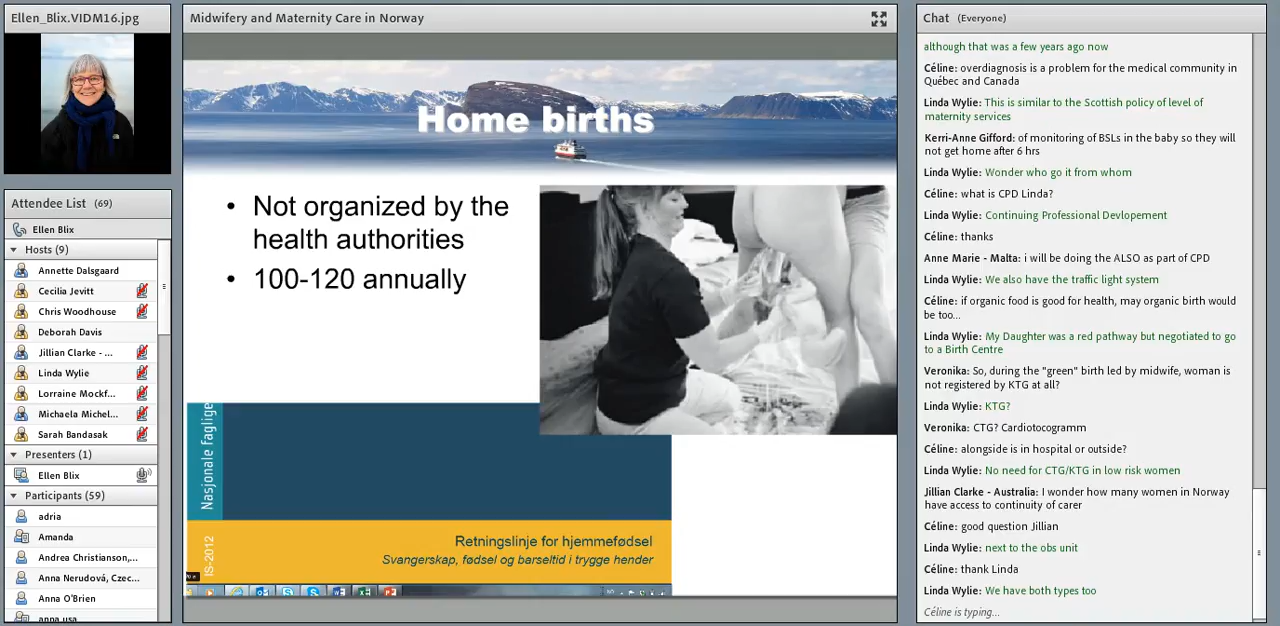 Ellen_Blix.VIDM16.jpg
Attendee List (69)
Ellen Blix
Hosts (9)
Annette Dalsgaard
Cecilia Jevitt
Chris Woodhouse
Deborah Davis
Jillian Clarke - ...
Linda Wylie
Lorraine Mockf...
Michaela Michel...
Sarah Bandasak
Presenters (1)
Ellen Blix
Participants (59)
adria
Amanda
Andrea Christianson,...
Anna Nerudová, Czec...
Anna O'Brien
anna usa
Midwifery and Maternity Care in Norway
Home births
• Not organized by the
health authorities
• 100-120 annually
Nasjonale faglige
IS-2012
Retningslinje for hjemmefødsel
Svangerskap, fødsel og barseltid i trygge hender
Chat (Everyone)
although that was a few years ago now
Céline: overdiagnosis is a problem for the medical community in
Québec and Canada
Linda Wylie: This is similar to the Scottish policy of level of
maternity services
Kerri-Anne Gifford: of monitoring of BSLs in the baby so they will
not get home after 6 hrs
Linda Wylie: Wonder who go it from whom
Céline: what is CPD Linda?
Linda Wylie: Continuing Professional Devlopement
Céline: thanks
Anne Marie - Malta: i will be doing the ALSO as part of CPD
Linda Wylie: We also have the traffic light system
Céline: if organic food is good for health, may organic birth would
be too...
Linda Wylie: My Daughter was a red pathway but negotiated to go
to a Birth Centre
Veronika: So, during the "green" birth led by midwife, woman is
not registered by KTG at all?
Linda Wylie: KTG?
Veronika: CTG? Cardiotocogramm
Céline: alongside is in hospital or outside?
Linda Wylie: No need for CTG/KTG in low risk women
Jillian Clarke - Australia: I wonder how many women in Norway
have access to continuity of carer
Céline: good question Jillian
Linda Wylie: next to the obs unit
Céline: thank Linda
Linda Wylie: We have both types too
Céline is typing...